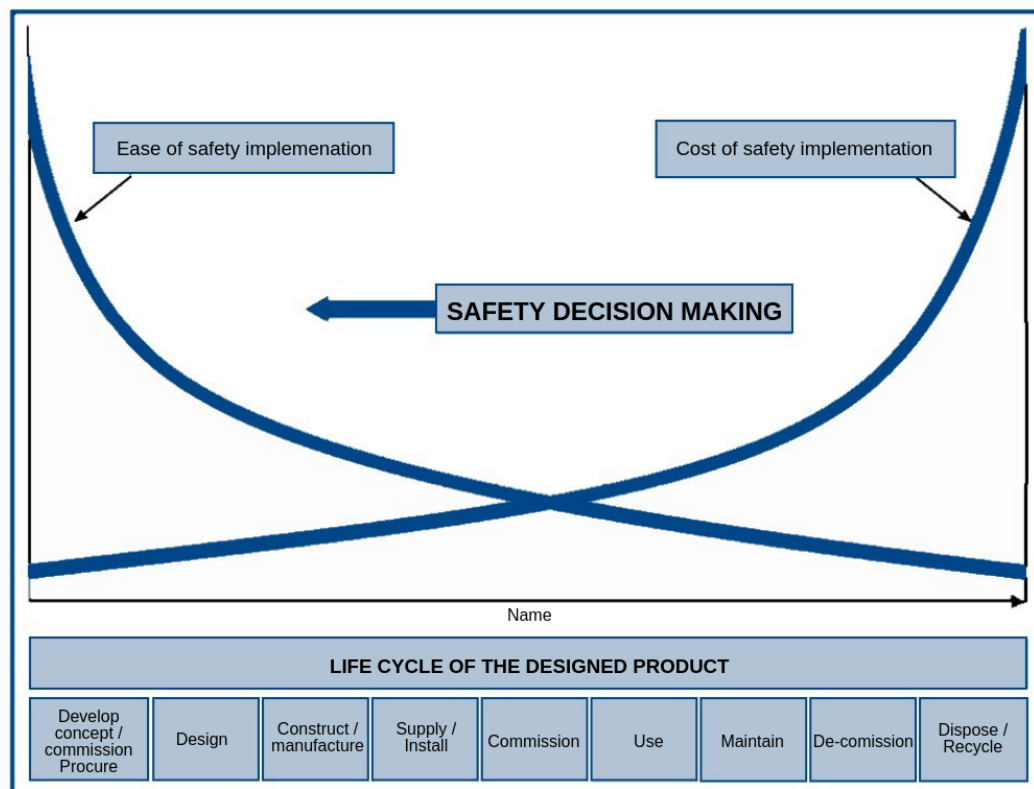 Ease of safety implemenation
Cost of safety implementation
SAFETY DECISION MAKING
Name
LIFE CYCLE OF THE DESIGNED PRODUCT
Develop
concept /
commission
Procure
Design
Construct /
manufacture
Supply /
Install
Commission
Use
Maintain
De-comission
Dispose /
Recycle